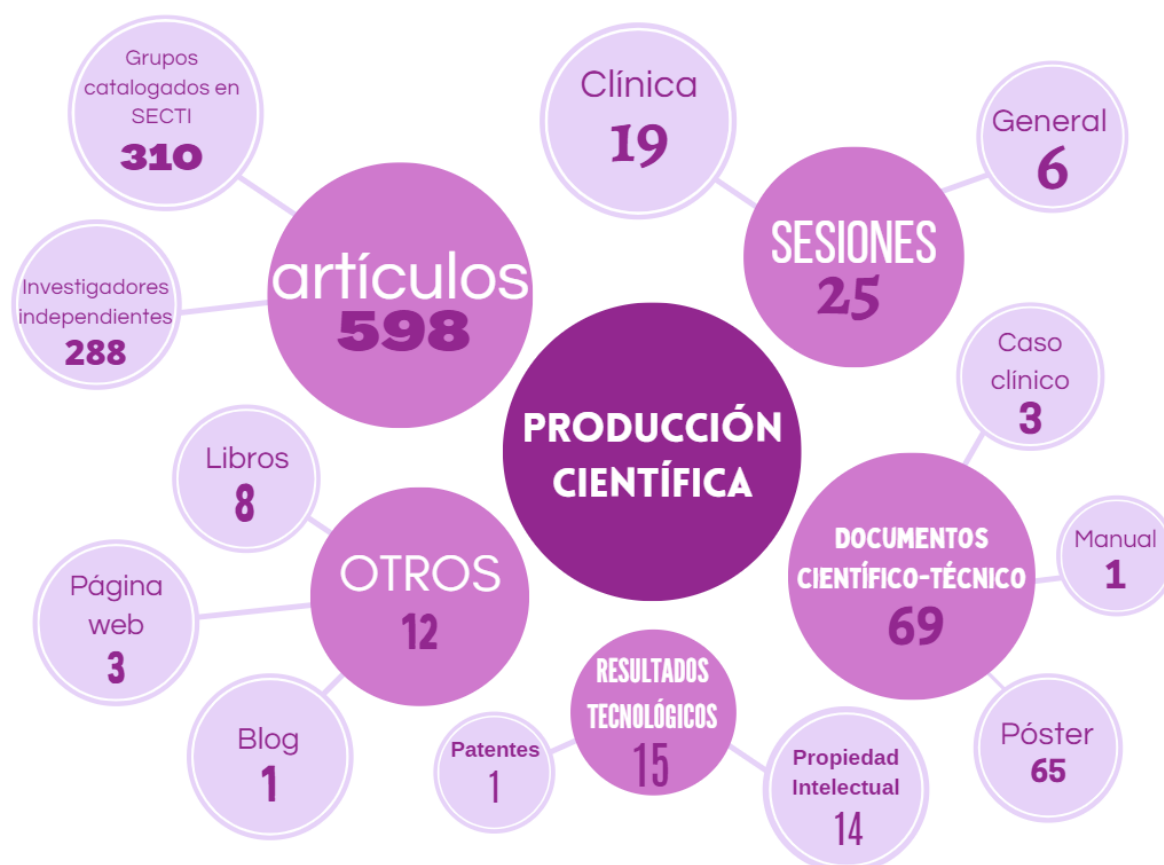 PRODUCCIÓN
CIENTÍFICA
artículos
598
Grupos
catalogados en
SECTI
310
Investigadores
independientes
288
SESIONES
25
Clínica
19
General
6
DOCUMENTOS
CIENTÍFICO-TÉCNICO
69
Caso
clínico
3
Manual
1
Póster
65
RESULTADOS
TECNOLÓGICOS
15
Patentes
1
Propiedad
Intelectual
14
OTROS
12
Libros
8
Página
web
3
Blog
1